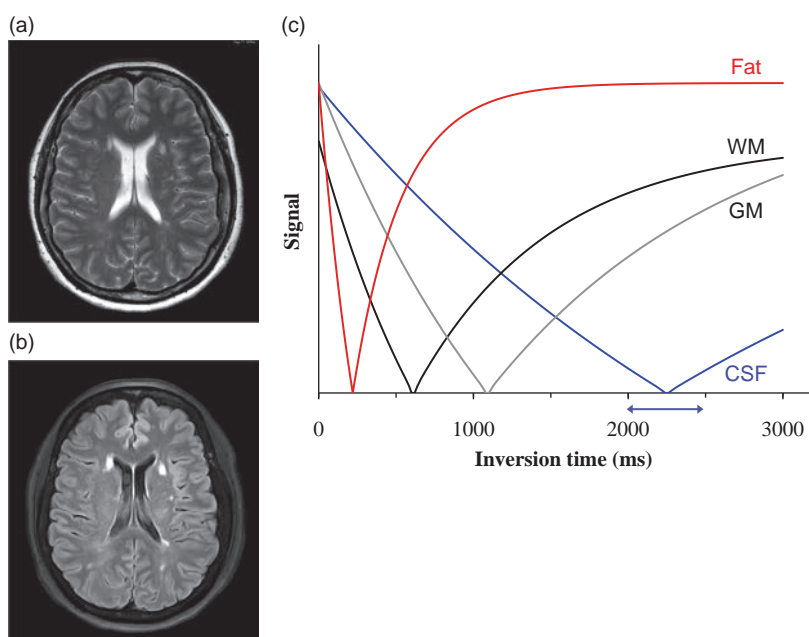 (a)
(b)
(c)
Signal
Fat
WM
GM
CSF
0 1000 2000 3000
Inversion time (ms)